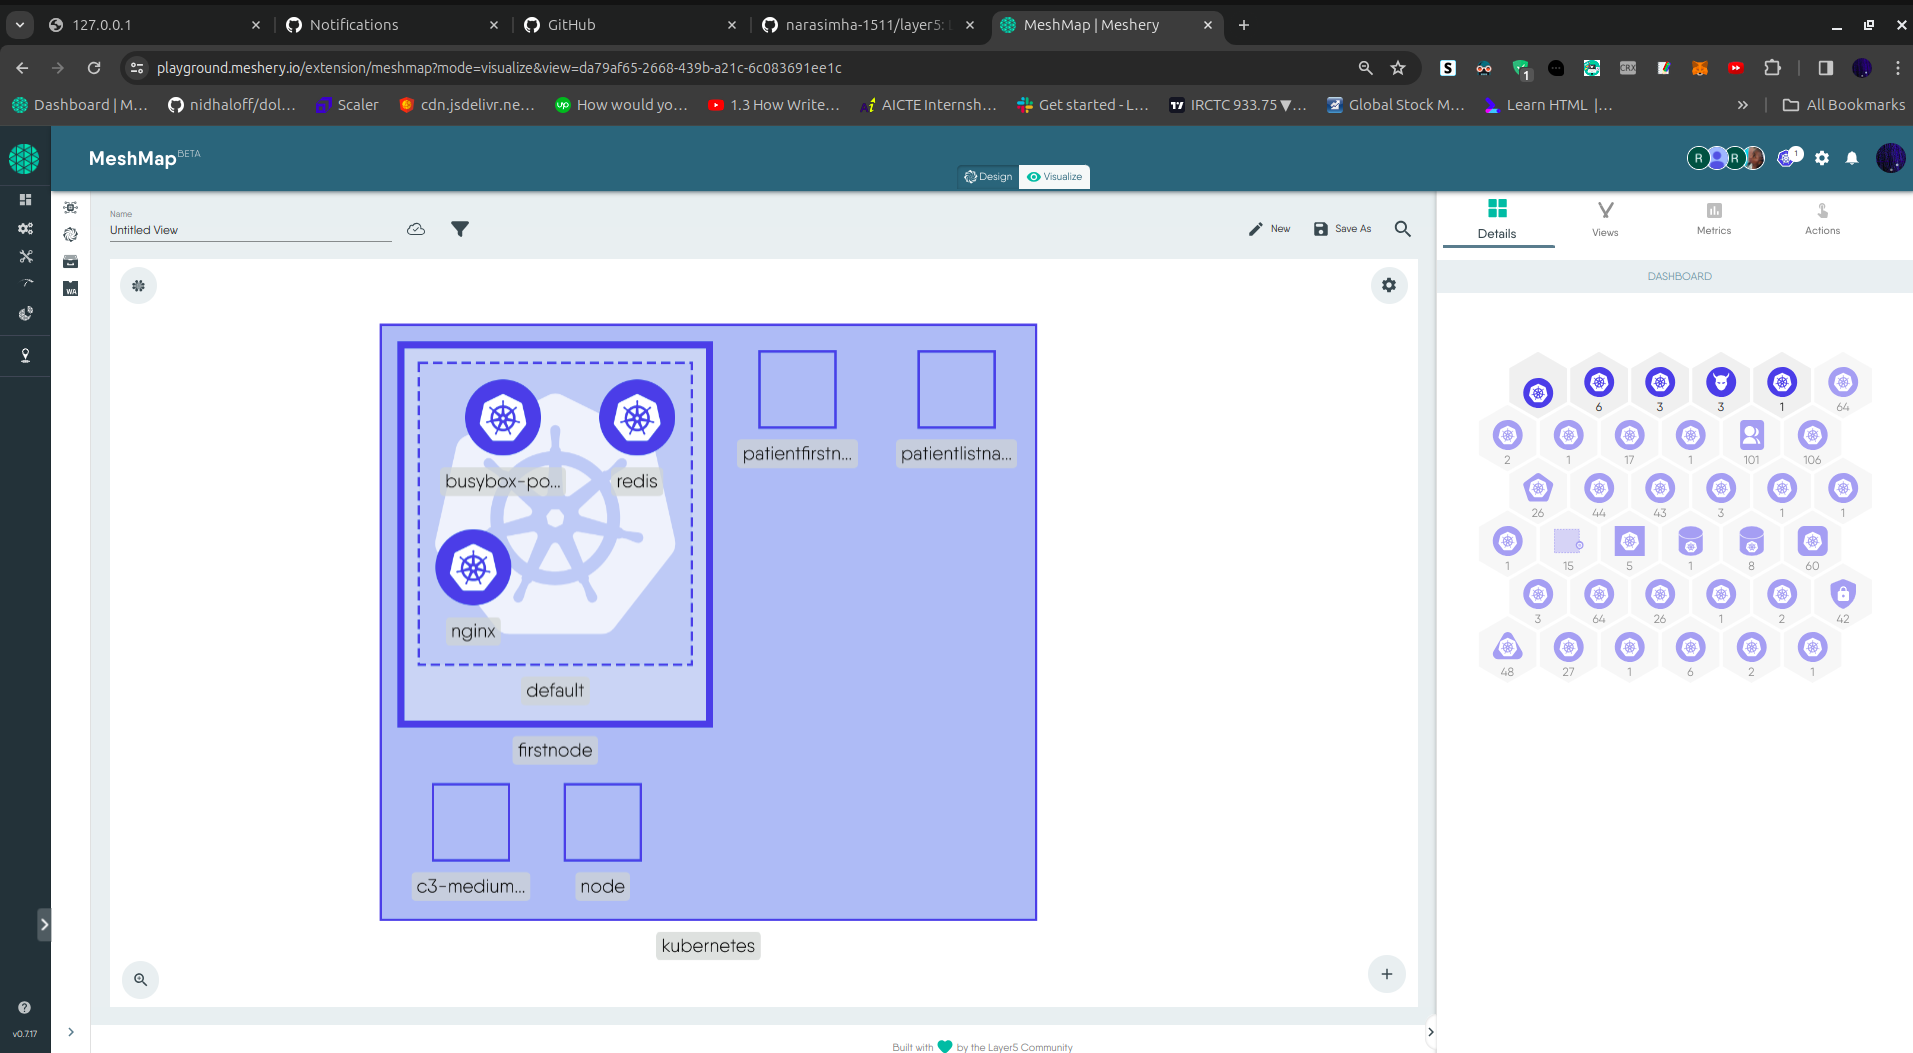 127.0.0.1
Notifications
GitHub
narasimha-1511/layer5:
MeshMap | Meshery
playground.meshery.io/extension/meshmap?mode=visualize&view=da79af65-2668-439b-a21c-6c083691ee1c
1
CRX
Dashboard | M...
nidhaloff/dol...
Scaler
cdn.jsdelivr.ne...
up
How would yo...
1.3 How Write...
AICTE Internsh...
Get started - L...
IRCTC 933.75 ▼...
Global Stock M...
Learn HTML |...
»
All Bookmarks
MeshMap BETA
Design
Visualize
R
R
1
Name
Untitled View
New
Save As
Details
Views
Metrics
Actions
DASHBOARD
WA
busybox-po...
redis
nginx
default
firstnode
patientfirstn...
patientlistna...
c3-medium...
node
kubernetes
6 3 3 1 64
2 1 17 1 101 106
26 44 43 3 1 1
1 15 5 1 8 60
3 64 26 1 2 42
48 27 1 6 2 1
v0.7.17
Built with by the Layer5 Community